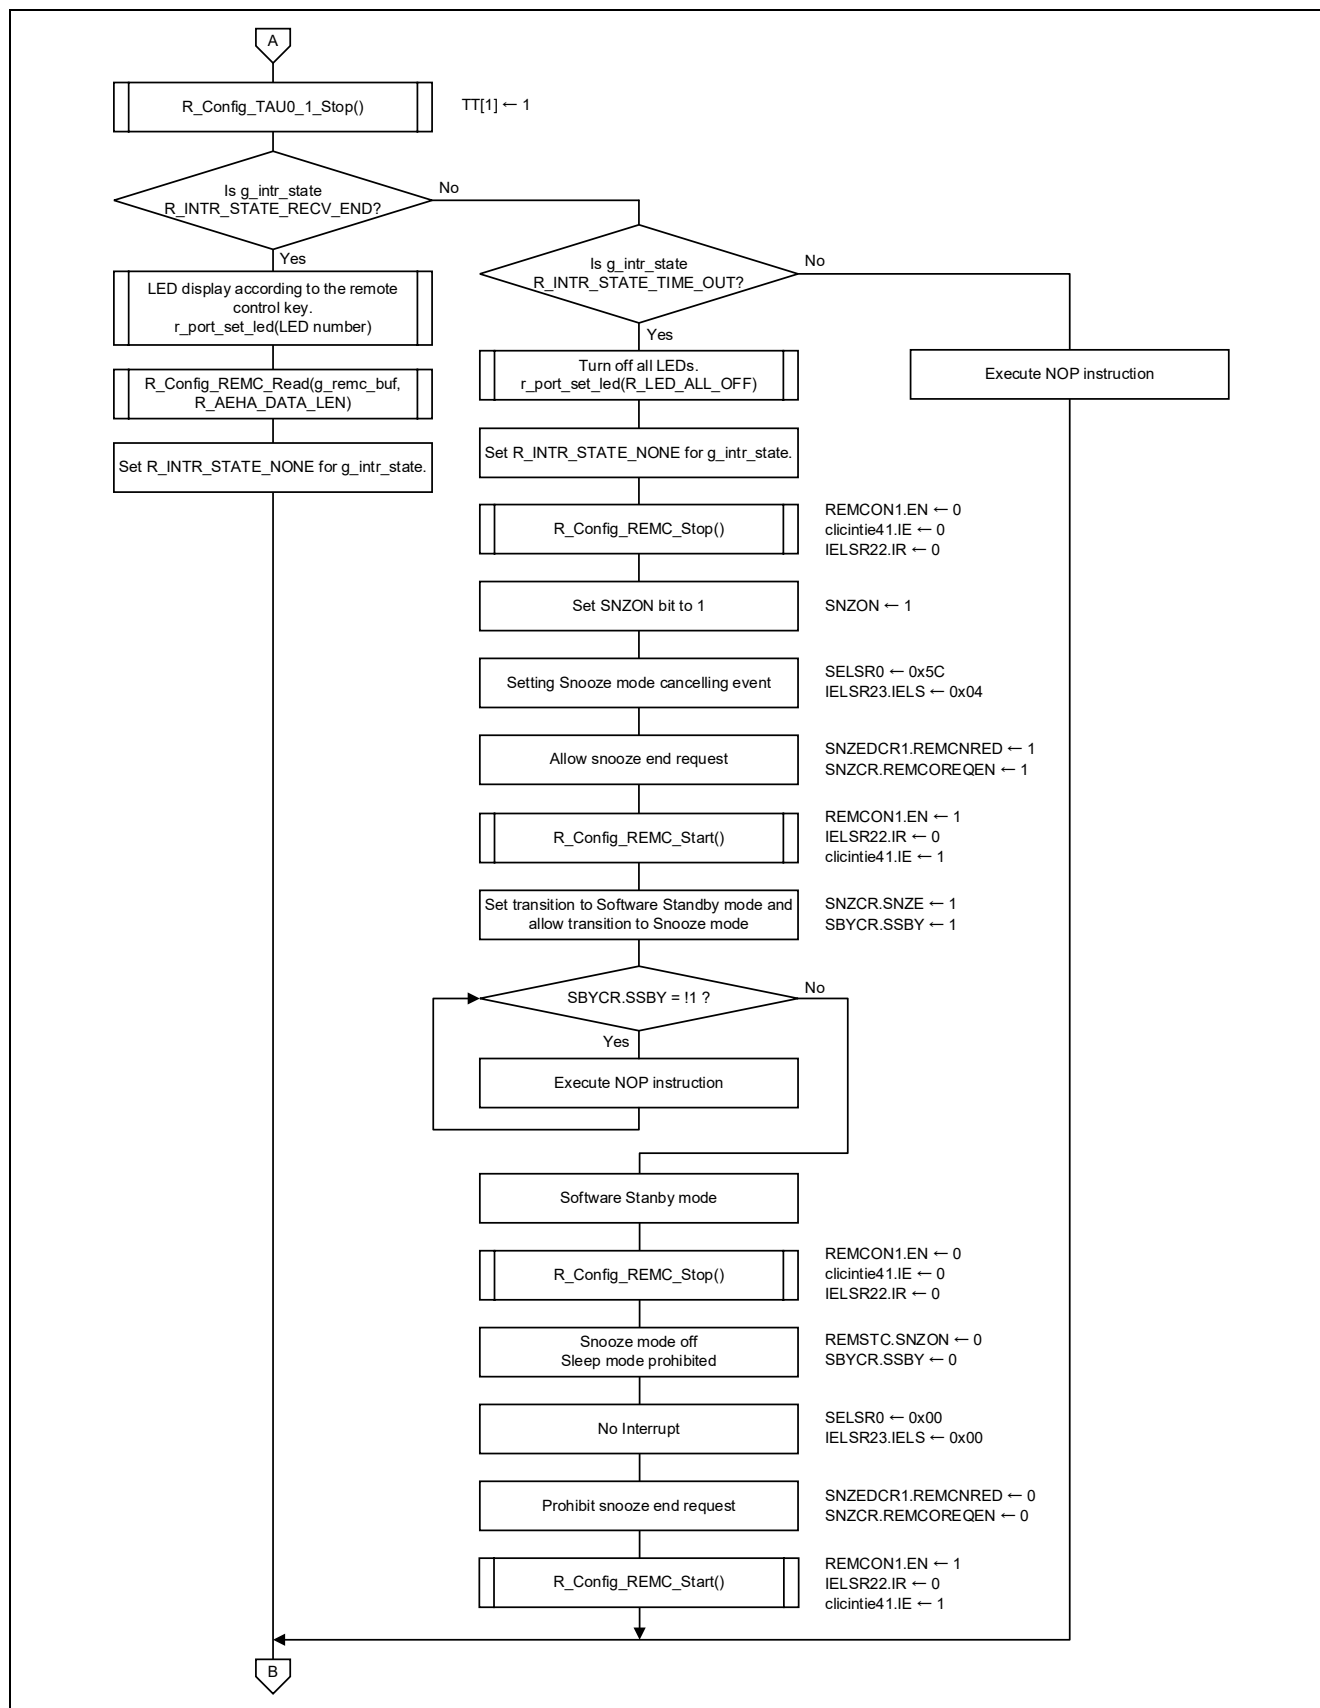 A
R_Config_TAU0_1_Stop()
TT[1] ← 1
Is g_intr_state
R_INTR_STATE_RECV_END?
No
Yes
LED display according to the remote
control key.
r_port_set_led(LED number)
R_Config_REMC_Read(g_remc_buf,
R_AEHA_DATA_LEN)
Set R_INTR_STATE_NONE for g_intr_state.
Is g_intr_state
R_INTR_STATE_TIME_OUT?
No
Yes
Execute NOP instruction
Turn off all LEDs.
r_port_set_led(R_LED_ALL_OFF)
Set R_INTR_STATE_NONE for g_intr_state.
R_Config_REMC_Stop()
REMCON1.EN ← 0
clicintie41.IE ← 0
IELSR22.IR ← 0
Set SNZON bit to 1
SNZON ← 1
Setting Snooze mode cancelling event
SELSR0 ← 0x5C
IELSR23.IELS ← 0x04
Allow snooze end request
SNZEDCR1.REMCNRED ← 1
SNZCR.REMCOREQEN ← 1
R_Config_REMC_Start()
REMCON1.EN ← 1
IELSR22.IR ← 0
clicintie41.IE ← 1
Set transition to Software Standby mode and
allow transition to Snooze mode
SNZCR.SNZE ← 1
SBYCR.SSBY ← 1
SBYCR.SSBY = !1 ?
No
Yes
Execute NOP instruction
Software Stanby mode
R_Config_REMC_Stop()
REMCON1.EN ← 0
clicintie41.IE ← 0
IELSR22.IR ← 0
Snooze mode off
Sleep mode prohibited
REMSTC.SNZON ← 0
SBYCR.SSBY ← 0
No Interrupt
SELSR0 ← 0x00
IELSR23.IELS ← 0x00
Prohibit snooze end request
SNZEDCR1.REMCNRED ← 0
SNZCR.REMCOREQEN ← 0
R_Config_REMC_Start()
REMCON1.EN ← 1
IELSR22.IR ← 0
clicintie41.IE ← 1
B